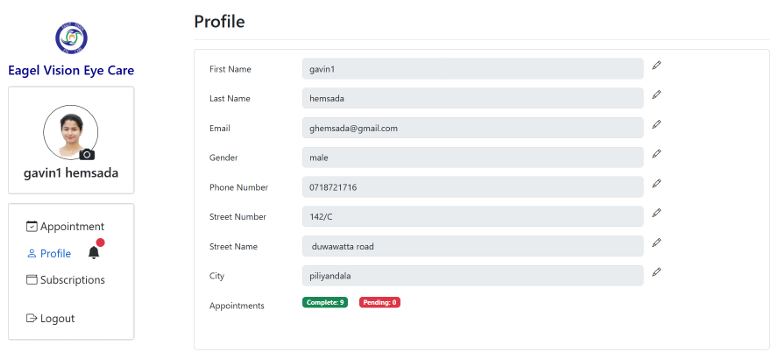 Eagel Vision Eye Care
gavin1 hemsada
Appointment
Profile
Subscriptions
Logout
Profile
First Name gavin1
Last Name hemsada
Email ghemsada@gmail.com
Gender male
Phone Number 0718721716
Street Number 142/C
Street Name duwawatta road
City piliyandala
Appointments Complete: 9 Pending: 0